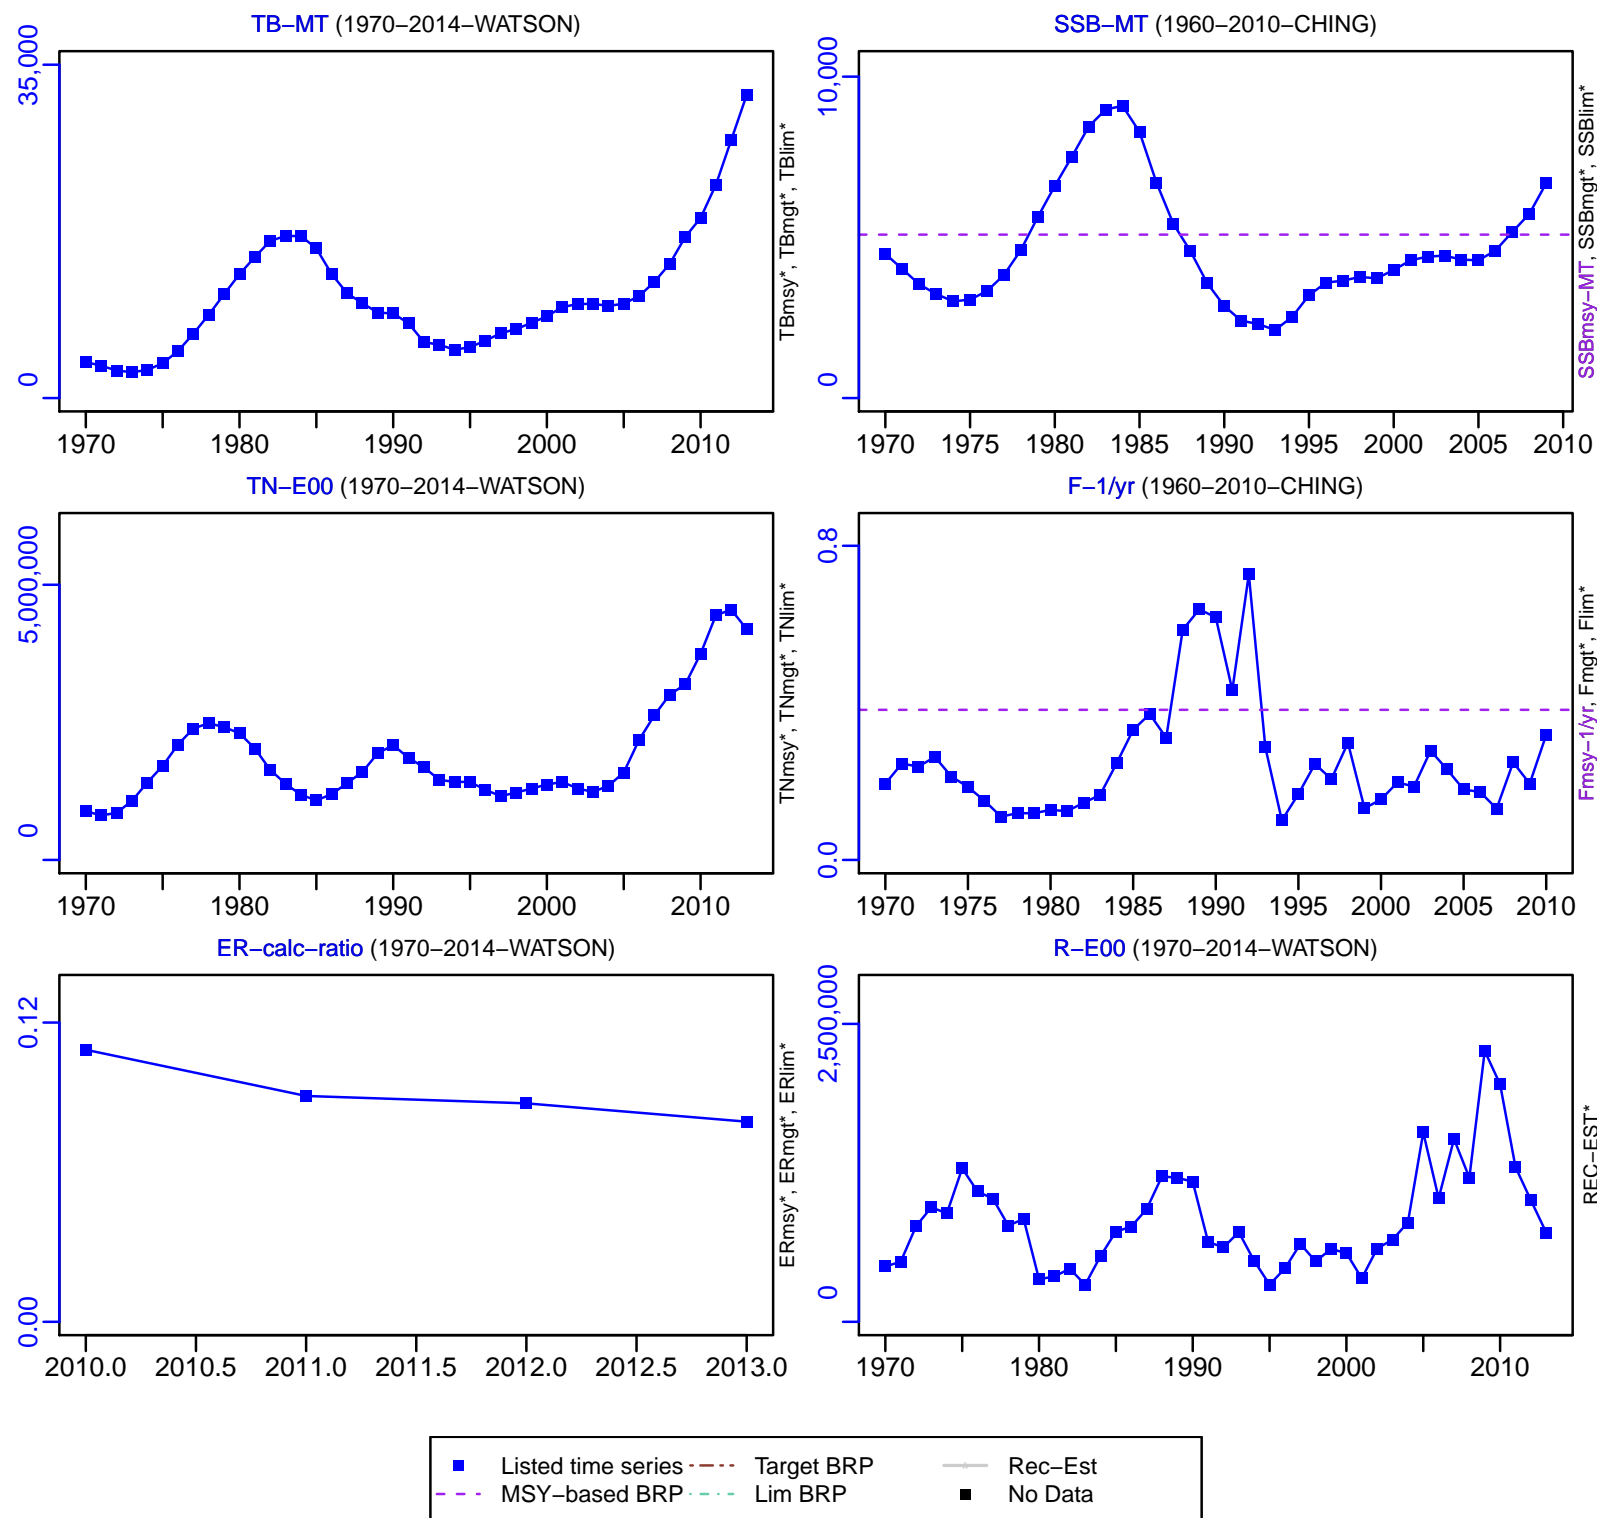 TB−MT (1970−2014−WATSON)
35,000
0
1970 1980 1990 2000 2010
TBmsy*, TBmgt*, TBlim*
SSB−MT (1960−2010−CHING)
10,000
0
1970 1975 1980 1985 1990 1995 2000 2005 2010
SSBmsy−MT, SSBmgt*, SSBlim*
TN−E00 (1970−2014−WATSON)
5,000,000
0
1970 1980 1990 2000 2010
TNmsy*, TNmgt*, TNlim*
F−1/yr (1960−2010−CHING)
0.8
0.0
1970 1975 1980 1985 1990 1995 2000 2005 2010
Fmsy−1/yr, Fmgt*, Flim*
ER−calc−ratio (1970−2014−WATSON)
0.12
0.00
2010.0 2010.5 2011.0 2011.5 2012.0 2012.5 2013.0
ERmsy*, ERmgt*, ERlim*
R−E00 (1970−2014−WATSON)
2,500,000
0
1970 1980 1990 2000 2010
REC−EST*
Listed time series Target BRP Rec−Est
MSY−based BRP Lim BRP No Data